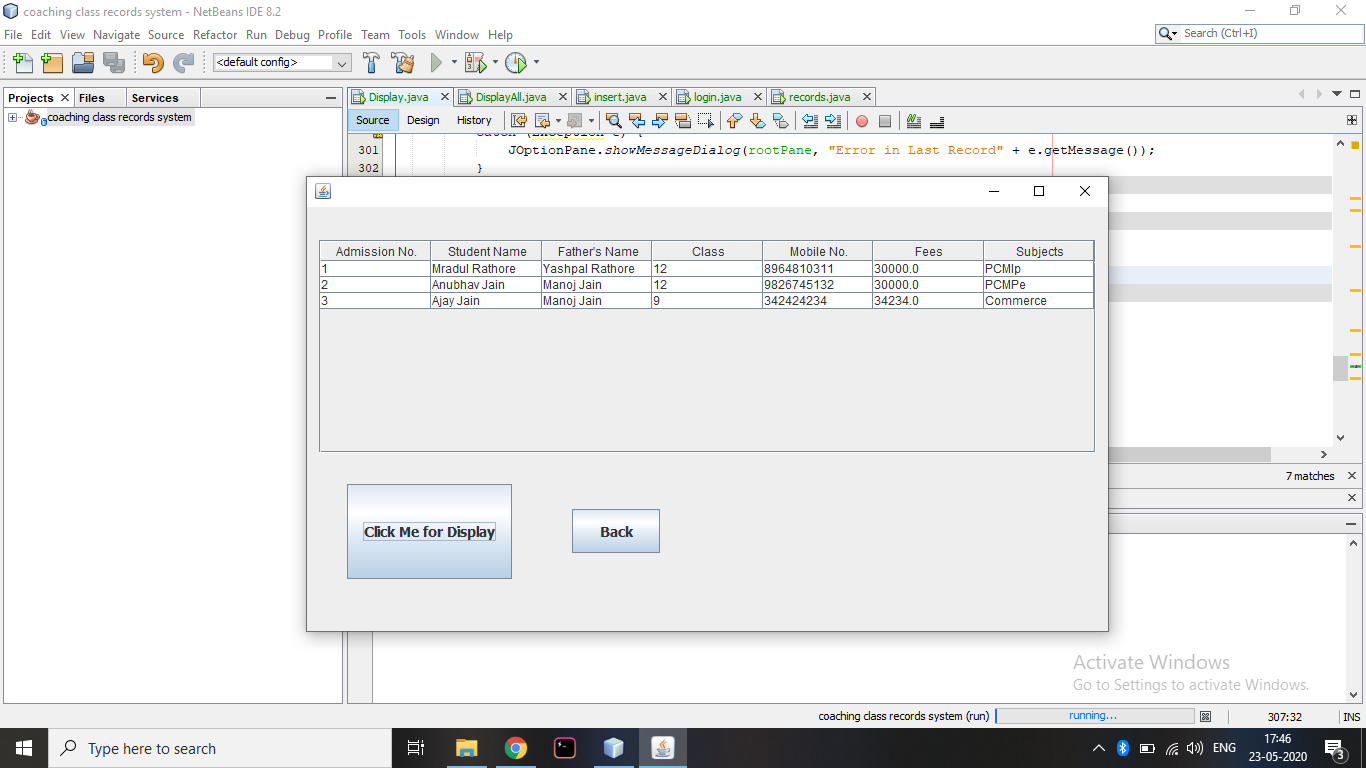 coaching class records system - NetBeans IDE 8.2
File Edit View Navigate Source Refactor Run Debug Profile Team Tools Window Help
Search (Ctrl+I)
<default config>
Projects Files Services
Display.java DisplayAll.java insert.java login.java records.java
coaching class records system
Source Design History
catch (Exception e) {
301 JOptionPane.showMessageDialog(rootPane, "Error in Last Record" + e.getMessage());
302 }
Admission No. Student Name Father's Name Class Mobile No. Fees Subjects
1 Mradul Rathore Yashpal Rathore 12 8964810311 30000.0 PCMIp
2 Anubhav Jain Manoj Jain 12 9826745132 30000.0 PCMPe
3 Ajay Jain Manoj Jain 9 342424234 34234.0 Commerce
7 matches
Click Me for Display Back
Activate Windows
Go to Settings to activate Windows.
coaching class records system (run) running... 307:32 INS
Type here to search
ENG
17:46
23-05-2020
3